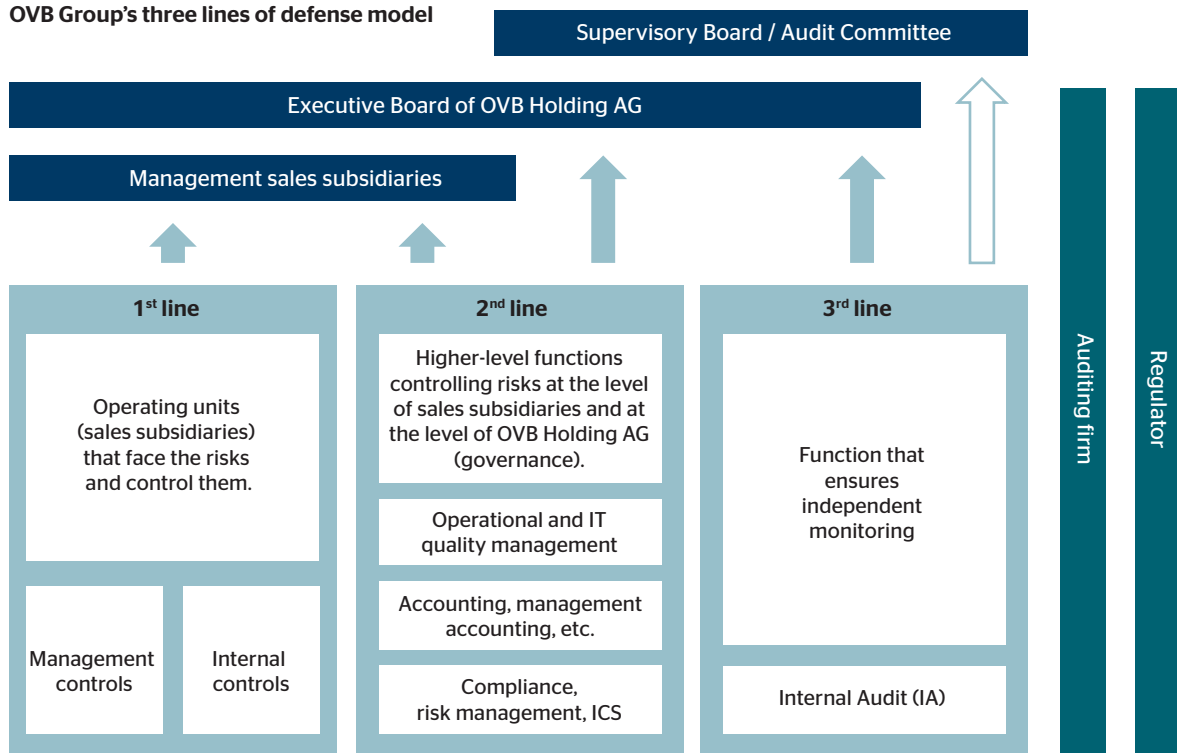 OVB Group's three lines of defense model
Supervisory Board / Audit Committee
Executive Board of OVB Holding AG
Management sales subsidiaries
1st line
Operating units
(sales subsidiaries)
that face the risks
and control them.
Management
controls
Internal
controls
2nd line
Higher-level functions
controlling risks at the level
of sales subsidiaries and at
the level of OVB Holding AG
(governance).
Operational and IT
quality management
Accounting, management
accounting, etc.
Compliance,
risk management, ICS
3rd line
Function that
ensures
independent
monitoring
Internal Audit (IA)
Auditing firm
Regulator